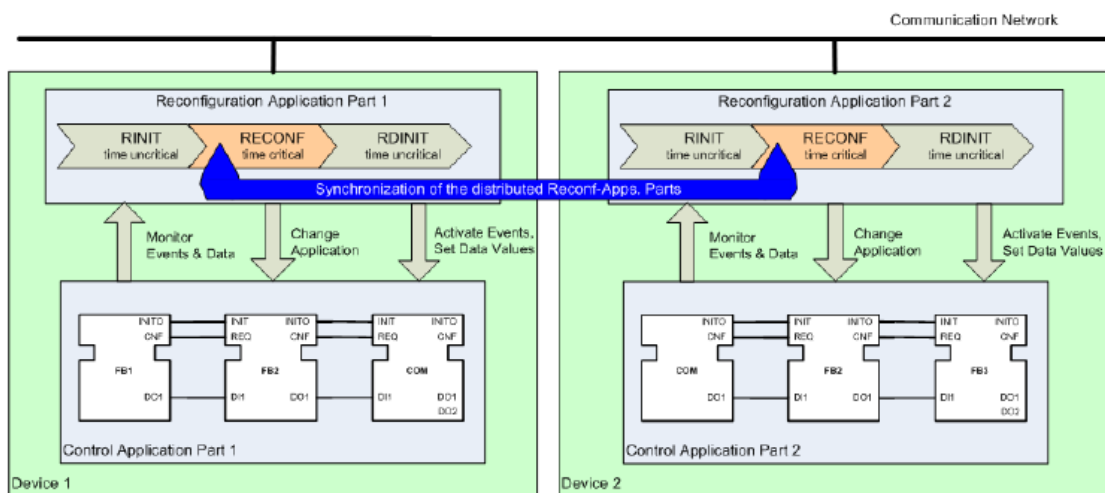 Communication Network
Reconfiguration Application Part 1
RINIT
time uncritical
RECONF
time critical
RDINIT
time uncritical
Reconfiguration Application Part 2
RINIT
time uncritical
RECONF
time critical
RDINIT
time uncritical
Synchronization of the distributed Reconf-Apps. Parts
Monitor
Events & Data
Change
Application
Activate Events,
Set Data Values
Monitor
Events & Data
Change
Application
Activate Events,
Set Data Values
INITO
CNF
FB1
DO1
INIT
REQ
INITO
CNF
FB2
DI1
DO1
INIT
REQ
INITO
CNF
COM
DI1
DO1
DO2
Control Application Part 1
Device 1
INITO
CNF
COM
DO1
INIT
REQ
INITO
CNF
FB2
DI1
DO1
INIT
REQ
INITO
CNF
FB3
DI1
DO1
DO2
Control Application Part 2
Device 2